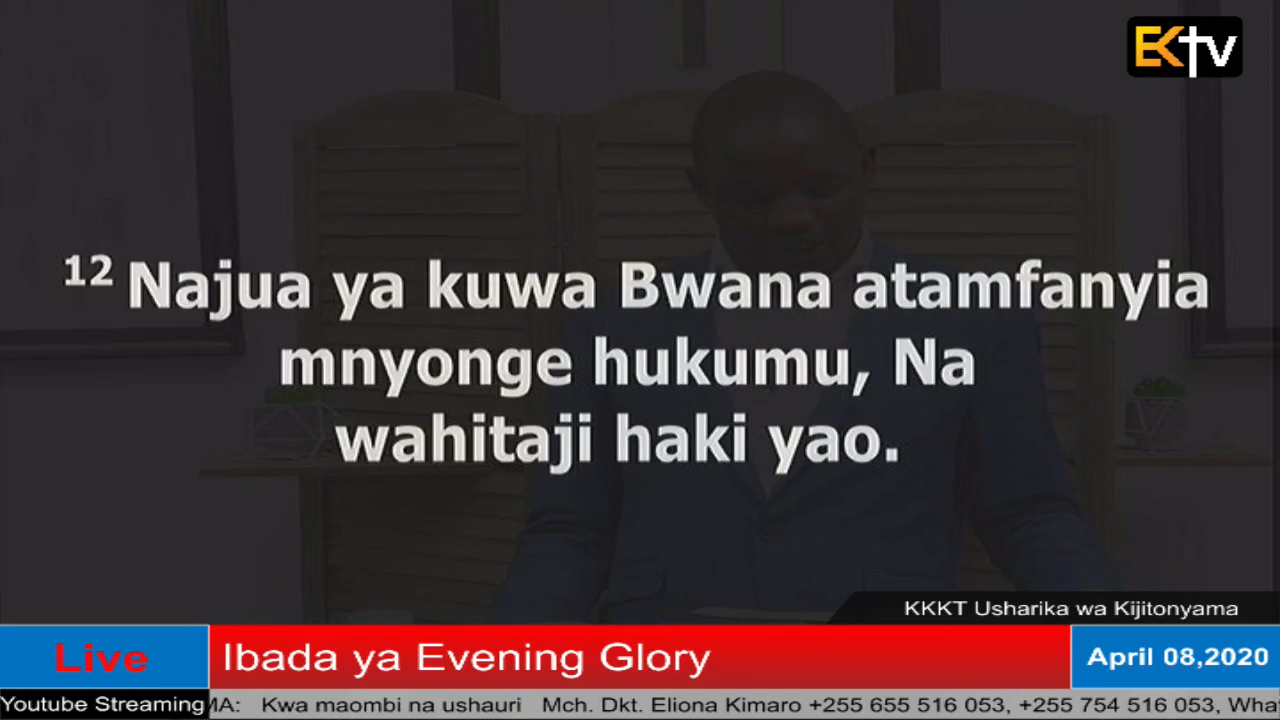 EKtv
12 Najua ya kuwa Bwana atamfanyia
mnyonge hukumu, Na
wahitaji haki yao.
KKKT Usharika wa Kijitonyama
Live
Ibada ya Evening Glory
April 08,2020
Youtube Streaming
MA: Kwa maombi na ushauri Mch. Dkt. Eliona Kimaro +255 655 516 053, +255 754 516 053, Wha